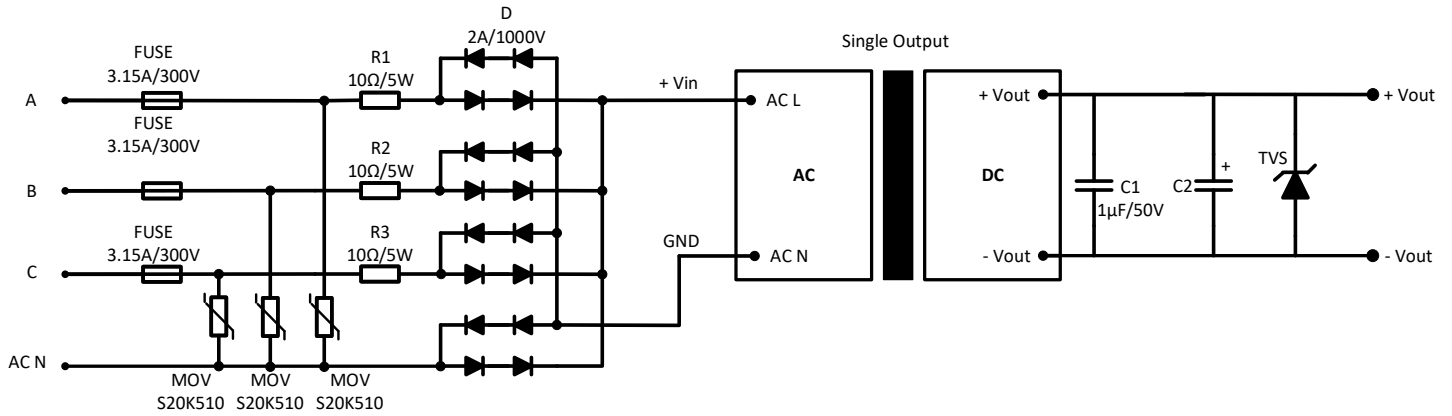 D
2A/1000V
FUSE
3.15A/300V
R1
10Ω/5W
Single Output
A
+ Vin
AC L
+ Vout
+ Vout
FUSE
3.15A/300V
R2
10Ω/5W
B
AC
DC
C1
1µF/50V
C2
+
TVS
FUSE
3.15A/300V
R3
10Ω/5W
GND
C
AC N
- Vout
- Vout
AC N
MOV
S20K510
MOV
S20K510
MOV
S20K510